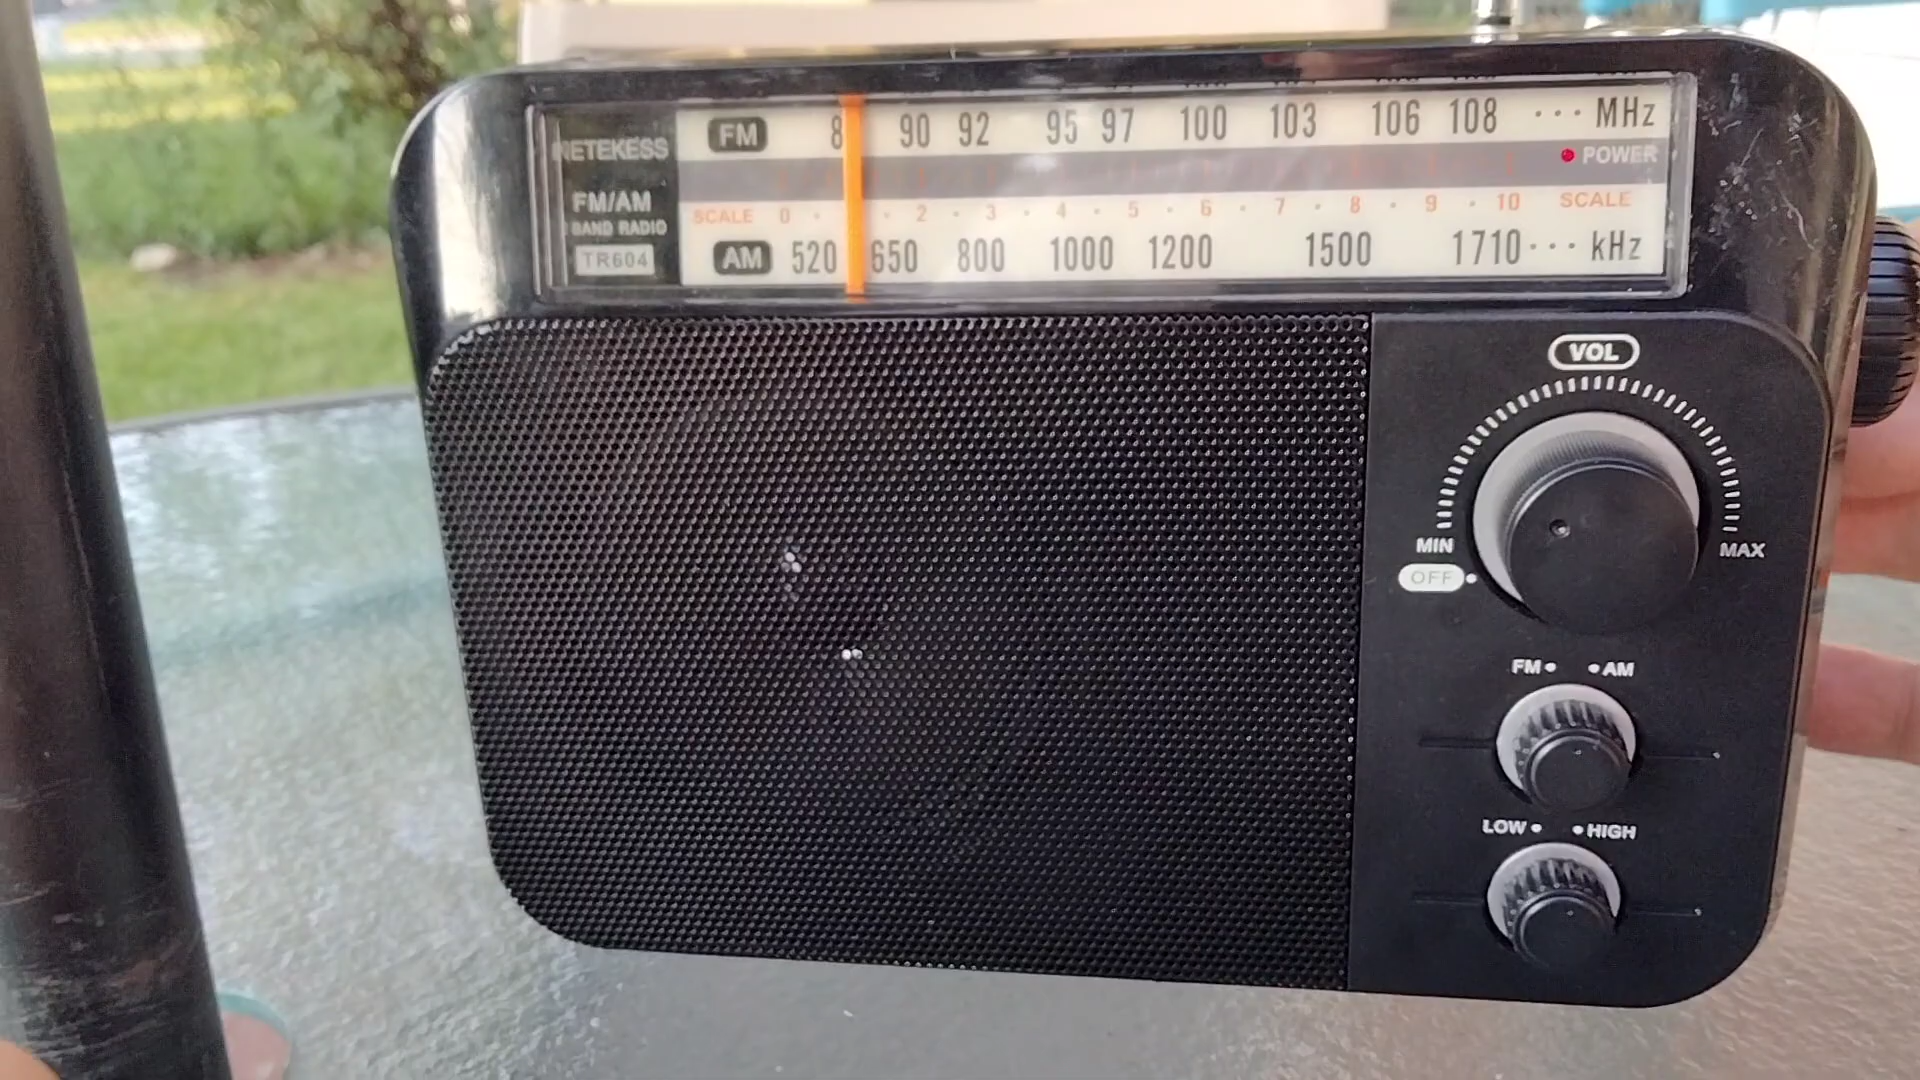 FM 8 90 92 95 97 100 103 106 108 ··· MHz
NETEKESS
POWER
FM/AM
SCALE 0 · · 2 · 3 · 4 · 5 · 6 · 7 · 8 · 9 · 10 SCALE
BAND RADIO
TR604
AM 520 650 800 1000 1200 1500 1710 ··· kHz
VOL
MIN MAX
OFF
FM AM
LOW HIGH